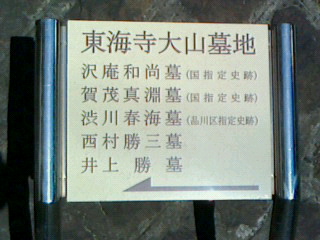 東海寺大山墓地
沢庵和尚墓(国指定史跡)
賀茂真淵墓(国指定史跡)
渋川春海墓(品川区指定史跡)
西村勝三墓
井上勝墓